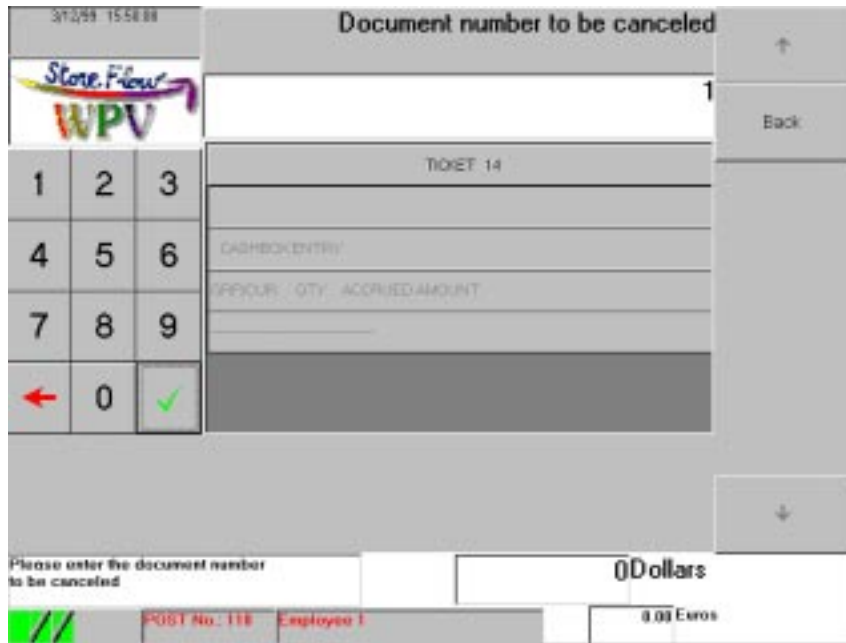 3/12/99 15:58:08
Document number to be canceled
Store Flow
WPV
1
Back
TICKET 14
1 2 3
4 5 6
7 8 9
0
CASHBOX ENTRY
QTY ACCRUED AMOUNT
Please enter the document number
to be canceled
0 Dollars
POST No.: 118 Employee 1
0.00 Euros